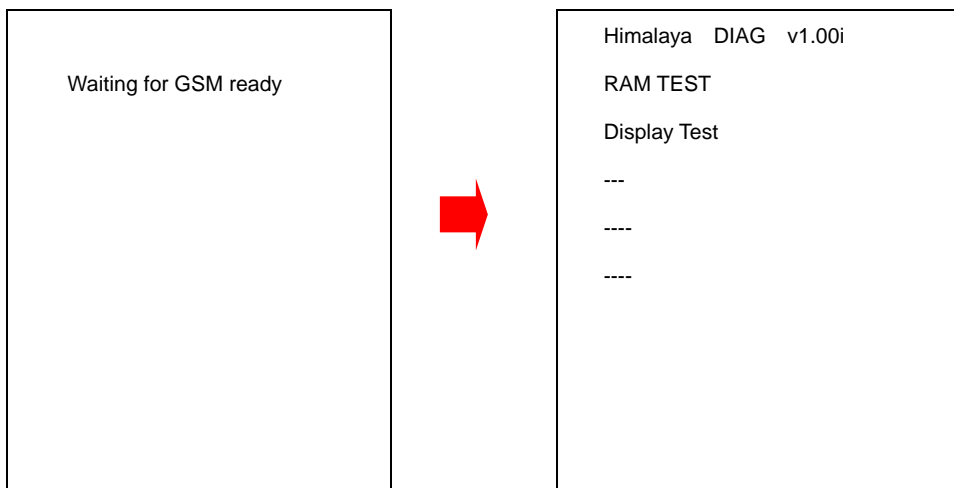 Waiting for GSM ready
Himalaya DIAG v1.00i
RAM TEST
Display Test
---
----
----